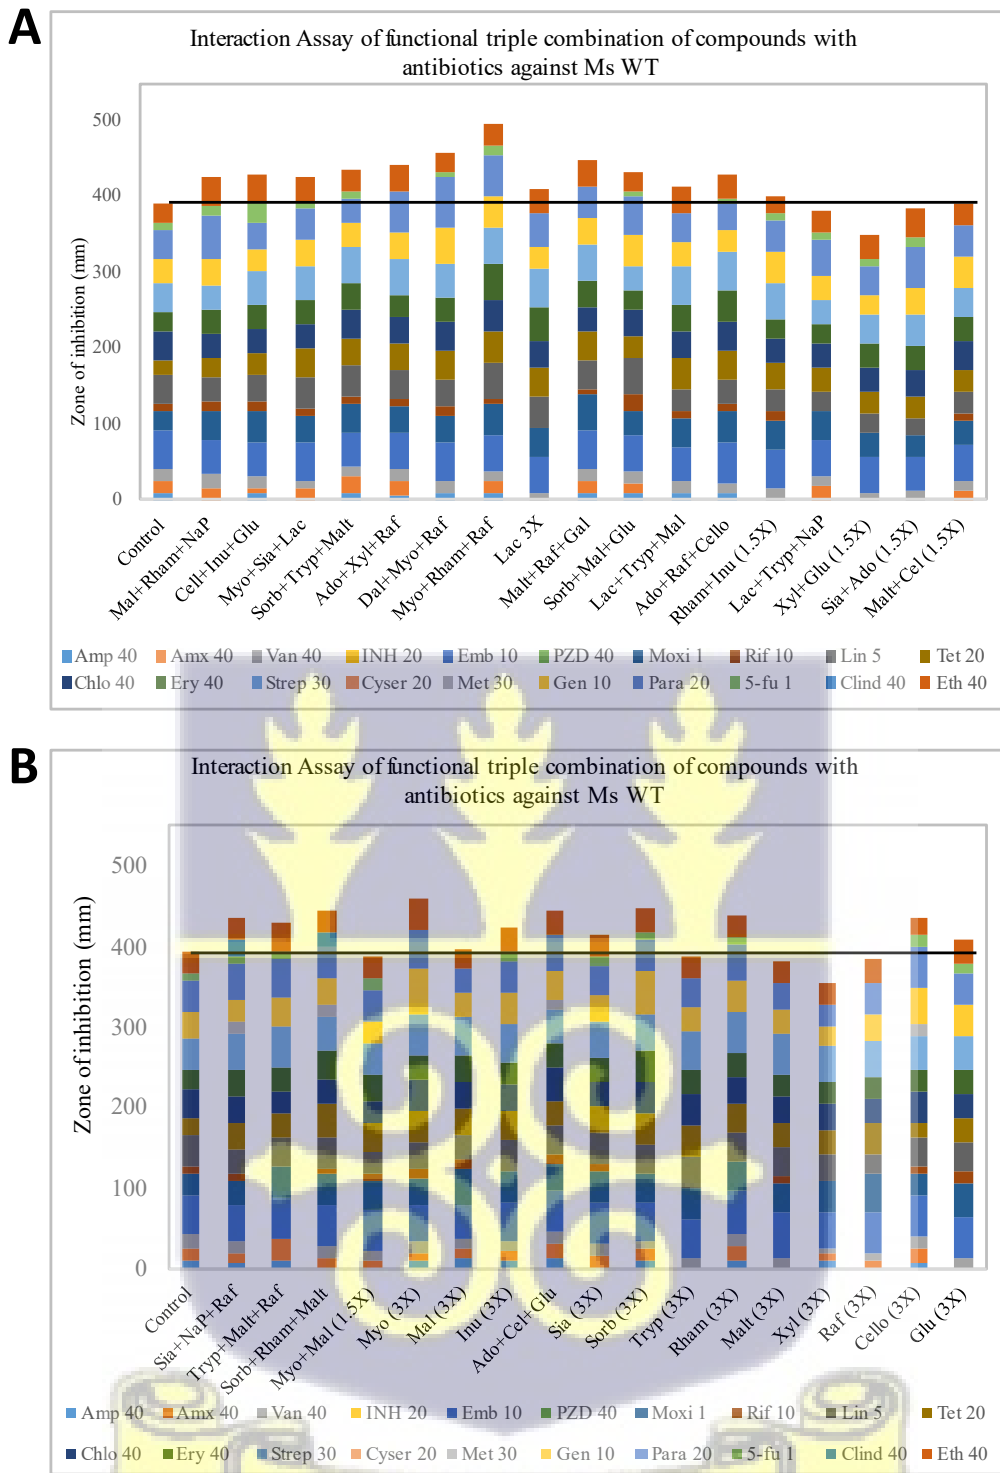 A
Interaction Assay of functional triple combination of compounds with
antibiotics against Ms WT
Zone of inhibition (mm)
500
400
300
200
100
0
Control
Mal+Rham+NaP
Cell+Inu+Glu
Myo+Sia+Lac
Sorb+Tryp+Malt
Ado+Xyl+Raf
Dal+Myo+Raf
Myo+Rham+Raf
Lac 3X
Malt+Raf+Gal
Sorb+Mal+Glu
Lac+Tryp+Mal
Ado+Raf+Cello
Rham+Inu (1.5X)
Lac+Tryp+NaP
Xyl+Glu (1.5X)
Sia+Ado (1.5X)
Malt+Cel (1.5X)
Amp 40 Amx 40 Van 40 INH 20 Emb 10 PZD 40 Moxi 1 Rif 10 Lin 5 Tet 20
Chlo 40 Ery 40 Strep 30 Cyser 20 Met 30 Gen 10 Para 20 5-fu 1 Clind 40 Eth 40
B
Interaction Assay of functional triple combination of compounds with
antibiotics against Ms WT
Zone of inhibition (mm)
500
400
300
200
100
0
Control
Sia+NaP+Raf
Tryp+Malt+Raf
Sorb+Rham+Malt
Myo+Mal (1.5X)
Myo (3X)
Mal (3X)
Inu (3X)
Ado+Cel+Glu
Sia (3X)
Sorb (3X)
Tryp (3X)
Rham (3X)
Malt (3X)
Xyl (3X)
Raf (3X)
Cello (3X)
Glu (3X)
Amp 40 Amx 40 Van 40 INH 20 Emb 10 PZD 40 Moxi 1 Rif 10 Lin 5 Tet 20
Chlo 40 Ery 40 Strep 30 Cyser 20 Met 30 Gen 10 Para 20 5-fu 1 Clind 40 Eth 40